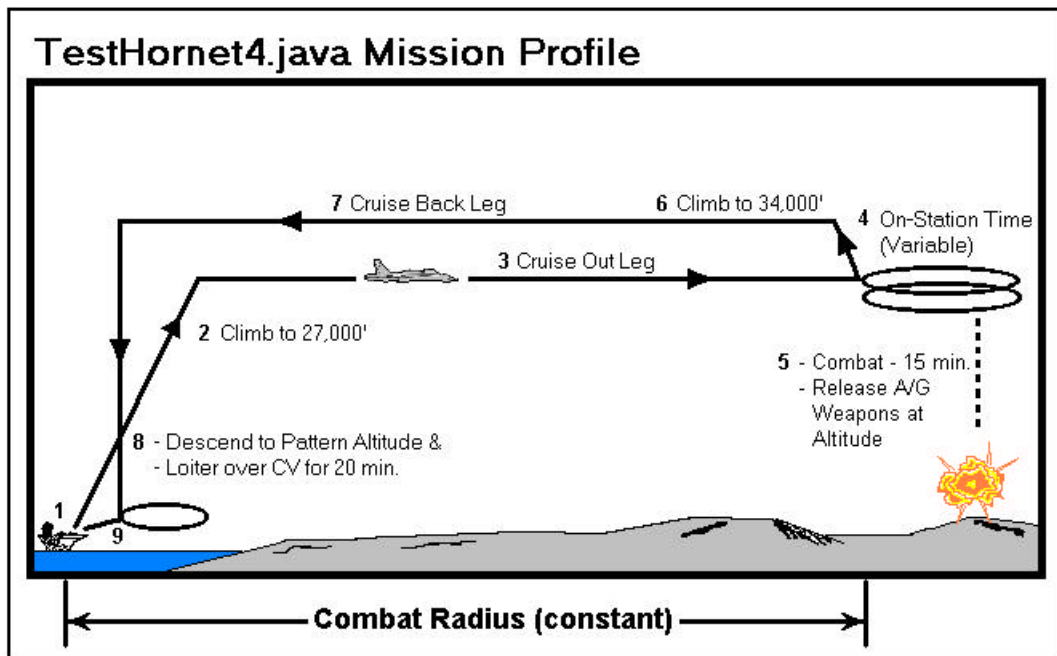 TestHornet4.java Mission Profile
7 Cruise Back Leg
6 Climb to 34,000'
4 On-Station Time
(Variable)
3 Cruise Out Leg
2 Climb to 27,000'
5 - Combat - 15 min.
- Release A/G
Weapons at
Altitude
8 - Descend to Pattern Altitude &
- Loiter over CV for 20 min.
1
9
Combat Radius (constant)